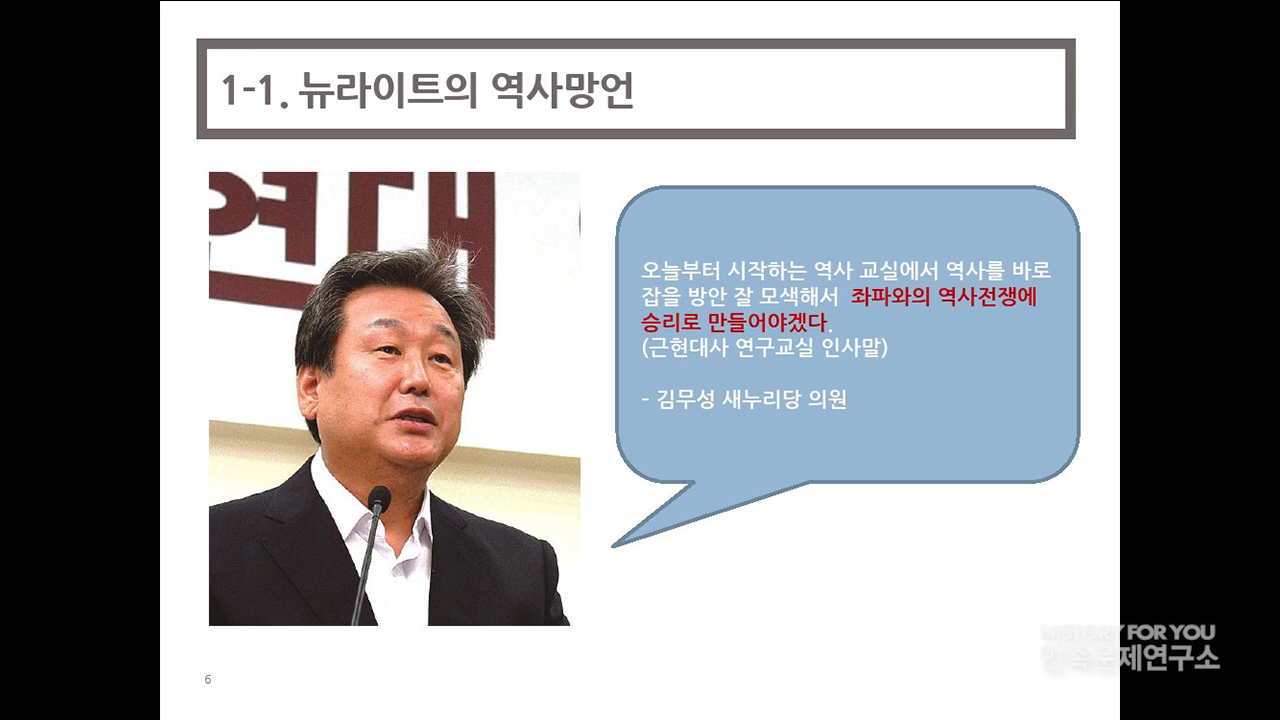 1-1. 뉴라이트의 역사망언
연대
오늘부터 시작하는 역사 교실에서 역사를 바로
잡을 방안 잘 모색해서 좌파와의 역사전쟁에
승리로 만들어야겠다.
(근현대사 연구교실 인사말)
- 김무성 새누리당 의원
HISTORY FOR YOU
민족문제연구소
6